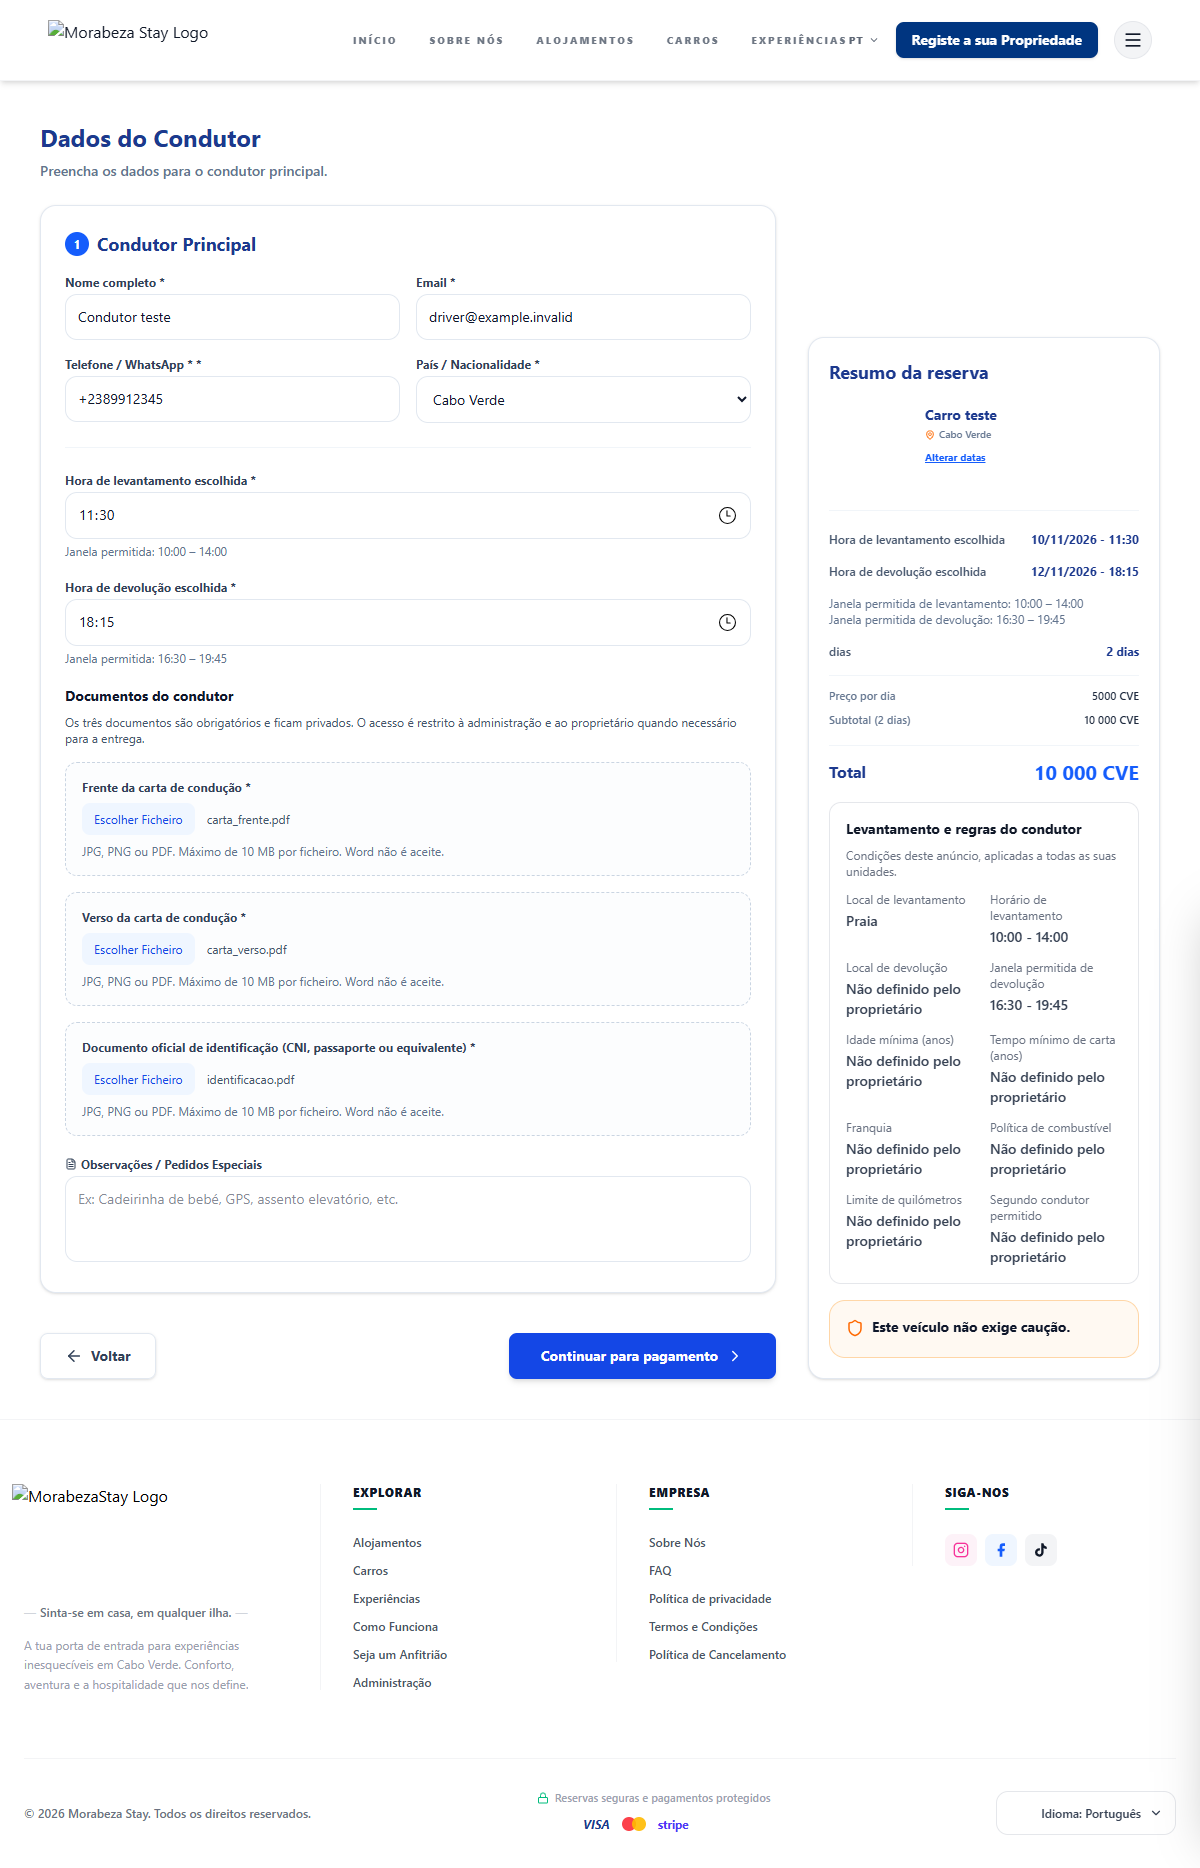 Morabeza Stay Logo
INÍCIO
SOBRE NÓS
ALOJAMENTOS
CARROS
EXPERIÊNCIAS
PT
Registe a sua Propriedade
Dados do Condutor
Preencha os dados para o condutor principal.
1 Condutor Principal
Nome completo *
Condutor teste
Email *
driver@example.invalid
Telefone / WhatsApp * *
+2389912345
País / Nacionalidade *
Cabo Verde
Hora de levantamento escolhida *
11:30
Janela permitida: 10:00 – 14:00
Hora de devolução escolhida *
18:15
Janela permitida: 16:30 – 19:45
Documentos do condutor
Os três documentos são obrigatórios e ficam privados. O acesso é restrito à administração e ao proprietário quando necessário
para a entrega.
Frente da carta de condução *
Escolher Ficheiro carta_frente.pdf
JPG, PNG ou PDF. Máximo de 10 MB por ficheiro. Word não é aceite.
Verso da carta de condução *
Escolher Ficheiro carta_verso.pdf
JPG, PNG ou PDF. Máximo de 10 MB por ficheiro. Word não é aceite.
Documento oficial de identificação (CNI, passaporte ou equivalente) *
Escolher Ficheiro identificacao.pdf
JPG, PNG ou PDF. Máximo de 10 MB por ficheiro. Word não é aceite.
Observações / Pedidos Especiais
Ex: Cadeirinha de bebé, GPS, assento elevatório, etc.
Voltar
Continuar para pagamento
Resumo da reserva
Carro teste
Cabo Verde
Alterar datas
Hora de levantamento escolhida 10/11/2026 - 11:30
Hora de devolução escolhida 12/11/2026 - 18:15
Janela permitida de levantamento: 10:00 – 14:00
Janela permitida de devolução: 16:30 – 19:45
dias 2 dias
Preço por dia 5000 CVE
Subtotal (2 dias) 10 000 CVE
Total 10 000 CVE
Levantamento e regras do condutor
Condições deste anúncio, aplicadas a todas as suas
unidades.
Local de levantamento
Praia
Horário de
levantamento
10:00 - 14:00
Local de devolução
Não definido pelo
proprietário
Janela permitida de
devolução
16:30 - 19:45
Idade mínima (anos)
Não definido pelo
proprietário
Tempo mínimo de carta
(anos)
Não definido pelo
proprietário
Franquia
Não definido pelo
proprietário
Política de combustível
Não definido pelo
proprietário
Limite de quilómetros
Não definido pelo
proprietário
Segundo condutor
permitido
Não definido pelo
proprietário
Este veículo não exige caução.
MorabezaStay Logo
— Sinta-se em casa, em qualquer ilha. —
A tua porta de entrada para experiências
inesquecíveis em Cabo Verde. Conforto,
aventura e a hospitalidade que nos define.
EXPLORAR
Alojamentos
Carros
Experiências
Como Funciona
Seja um Anfitrião
Administração
EMPRESA
Sobre Nós
FAQ
Política de privacidade
Termos e Condições
Política de Cancelamento
SIGA-NOS
© 2026 Morabeza Stay. Todos os direitos reservados.
Reservas seguras e pagamentos protegidos
VISA stripe
Idioma: Português